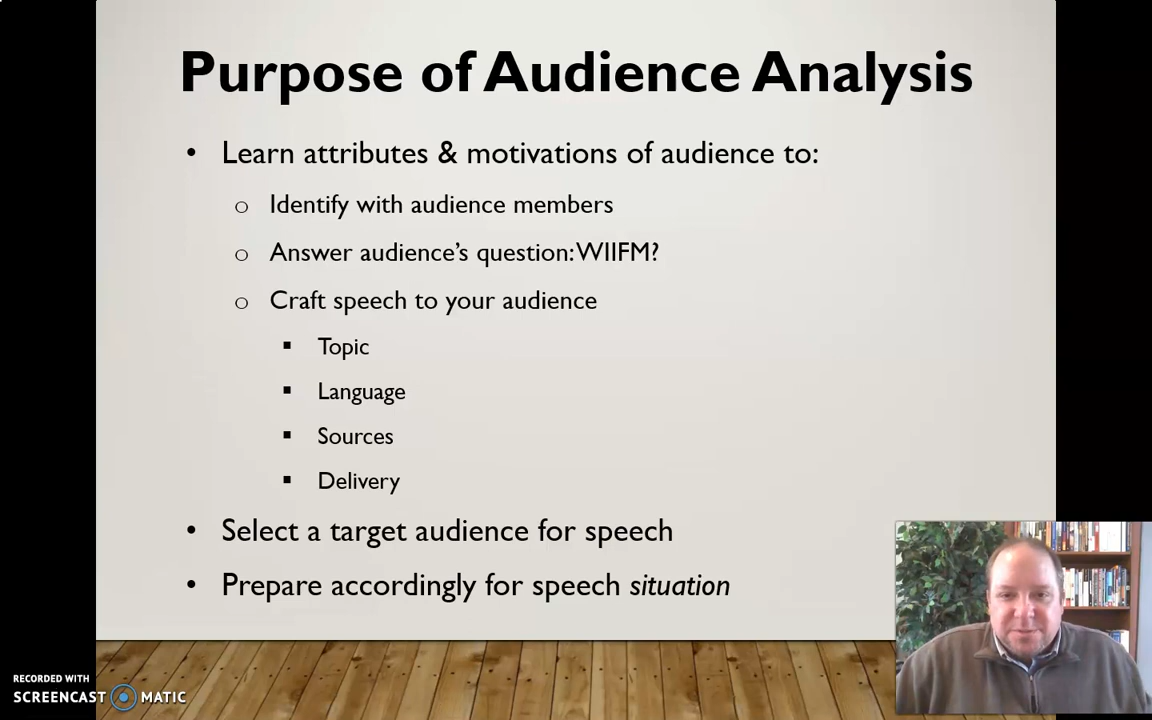 Purpose of Audience Analysis
• Learn attributes & motivations of audience to:
o Identify with audience members
o Answer audience's question: WIIFM?
o Craft speech to your audience
▪ Topic
▪ Language
▪ Sources
▪ Delivery
• Select a target audience for speech
• Prepare accordingly for speech situation
RECORDED WITH
SCREENCAST MATIC